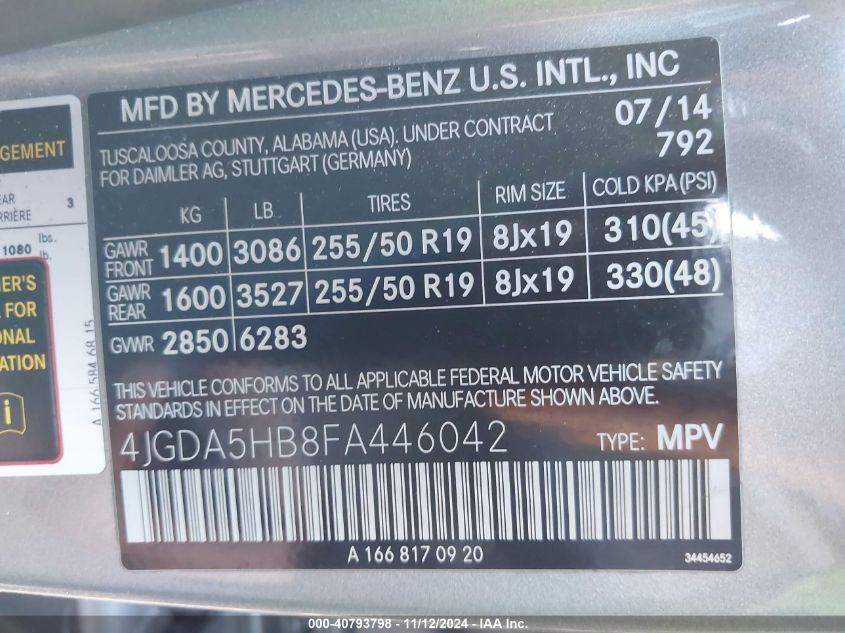 MFD BY MERCEDES-BENZ U.S. INTL., INC
TUSCALOOSA COUNTY, ALABAMA (USA). UNDER CONTRACT 07/14
FOR DAIMLER AG, STUTTGART (GERMANY) 792
KG LB TIRES RIM SIZE COLD KPA (PSI)
GAWR FRONT 1400 3086 255/50 R19 8Jx19 310(45)
GAWR REAR 1600 3527 255/50 R19 8Jx19 330(48)
GVWR 2850 6283
THIS VEHICLE CONFORMS TO ALL APPLICABLE FEDERAL MOTOR VEHICLE SAFETY
STANDARDS IN EFFECT ON THE DATE OF MANUFACTURE SHOWN ABOVE.
4JGDA5HB8FA446042 TYPE: MPV
A 166 817 09 20 34454652
GEMENT
3
1080 lbs.
FOR
ONAL
ATION
i
A 166 584 68 15
000-40793798 - 11/12/2024 - IAA Inc.